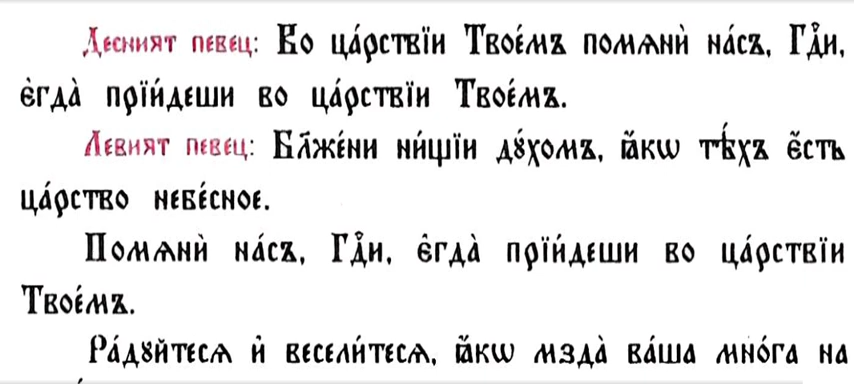 Десният певец: Во ца́рствїи Твое́мъ помѧнѝ на́съ, Гдⷭ҇и,
є҆гда̀ прїи́деши во ца́рствїи Твое́мъ.
Левият певец: Бл҃же́ни ни́щїи дꙋ́хомъ, ꙗ҆́кѡ тѣ́хъ є҆́сть
ца́рство небе́сное.
Помѧнѝ на́съ, Гдⷭ҇и, є҆гда̀ прїи́деши во ца́рствїи
Твое́мъ.
Ра́дꙋйтесѧ и҆ весели́тесѧ, ꙗ҆́кѡ мзда̀ ва́ша мно́га на